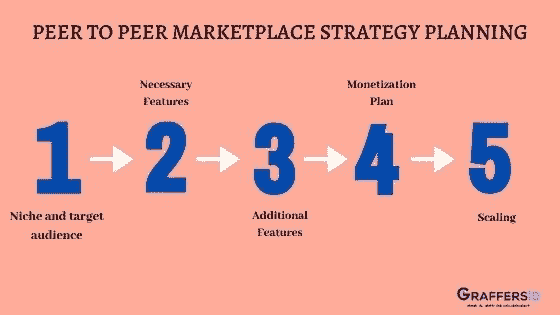 PEER TO PEER MARKETPLACE STRATEGY PLANNING
Necessary
Features
Monetization
Plan
1
2
3
4
5
Niche and target
audience
Additional
Features
Scaling
GRAFFERSID